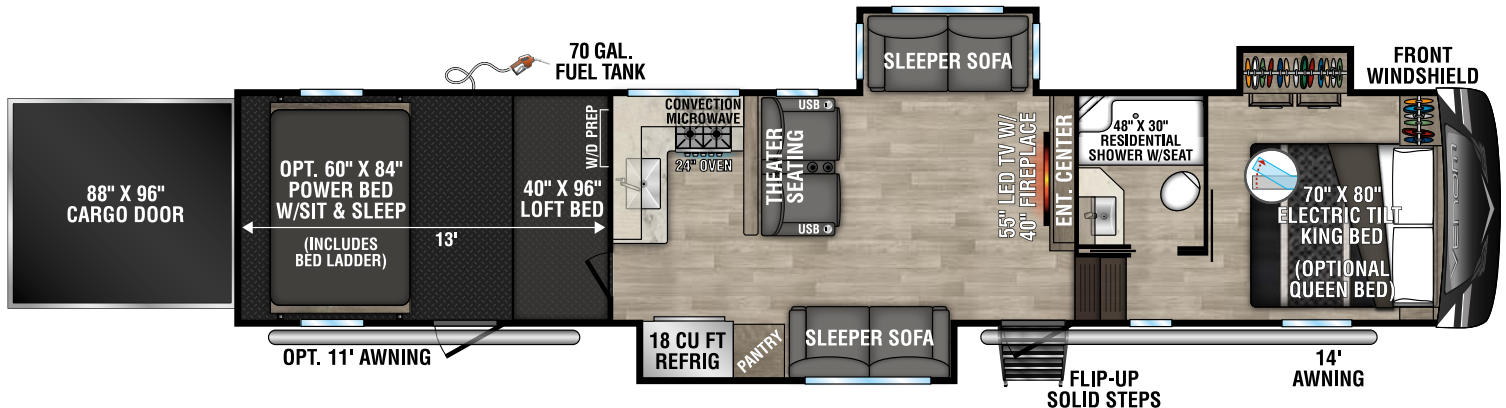 88" X 96"
CARGO DOOR
OPT. 60" X 84"
POWER BED
W/SIT & SLEEP
(INCLUDES
BED LADDER)
13'
OPT. 11' AWNING
70 GAL.
FUEL TANK
40" X 96"
LOFT BED
W/D PREP
CONVECTION
MICROWAVE
24" OVEN
18 CU FT
REFRIG
PANTRY
USB
THEATER
SEATING
USB
SLEEPER SOFA
SLEEPER SOFA
55" LED TV W/
40" FIREPLACE
ENT. CENTER
48" X 30"
RESIDENTIAL
SHOWER W/SEAT
FLIP-UP
SOLID STEPS
70" X 80"
ELECTRIC TILT
KING BED
(OPTIONAL
QUEEN BED)
14'
AWNING
FRONT
WINDSHIELD
VENOM